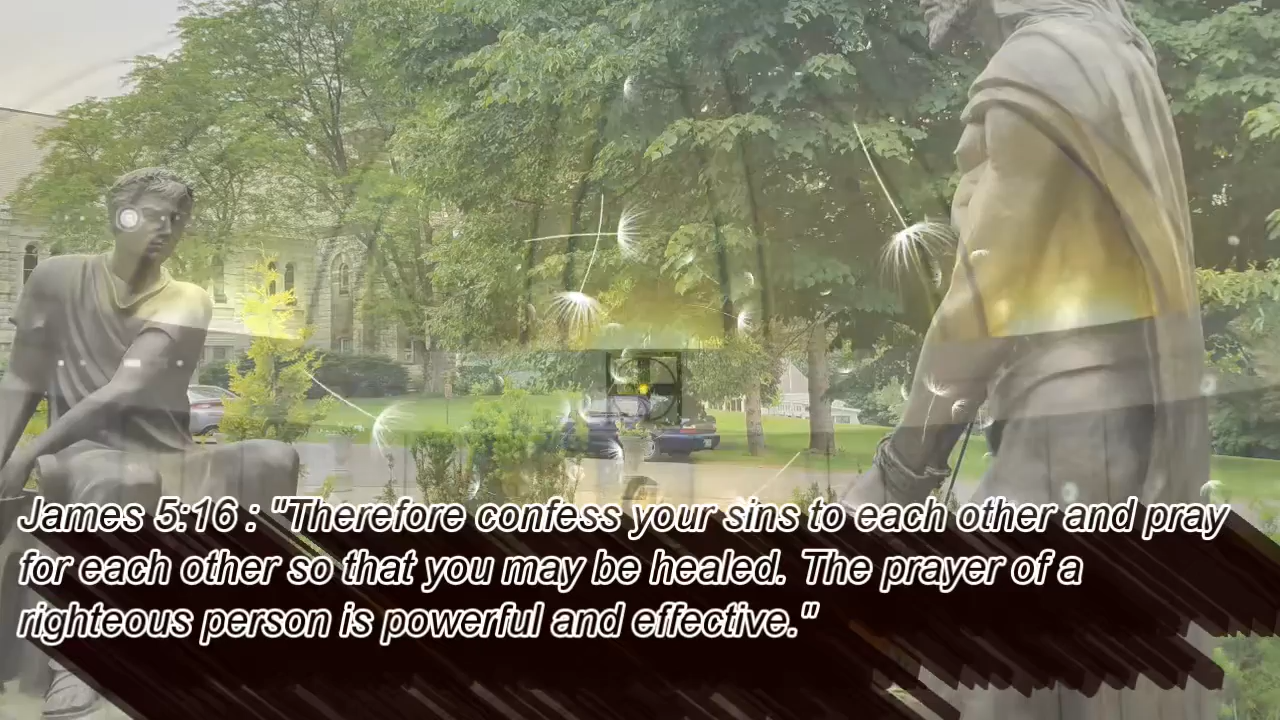 James 5:16 : "Therefore confess your sins to each other and pray
for each other so that you may be healed. The prayer of a
righteous person is powerful and effective."